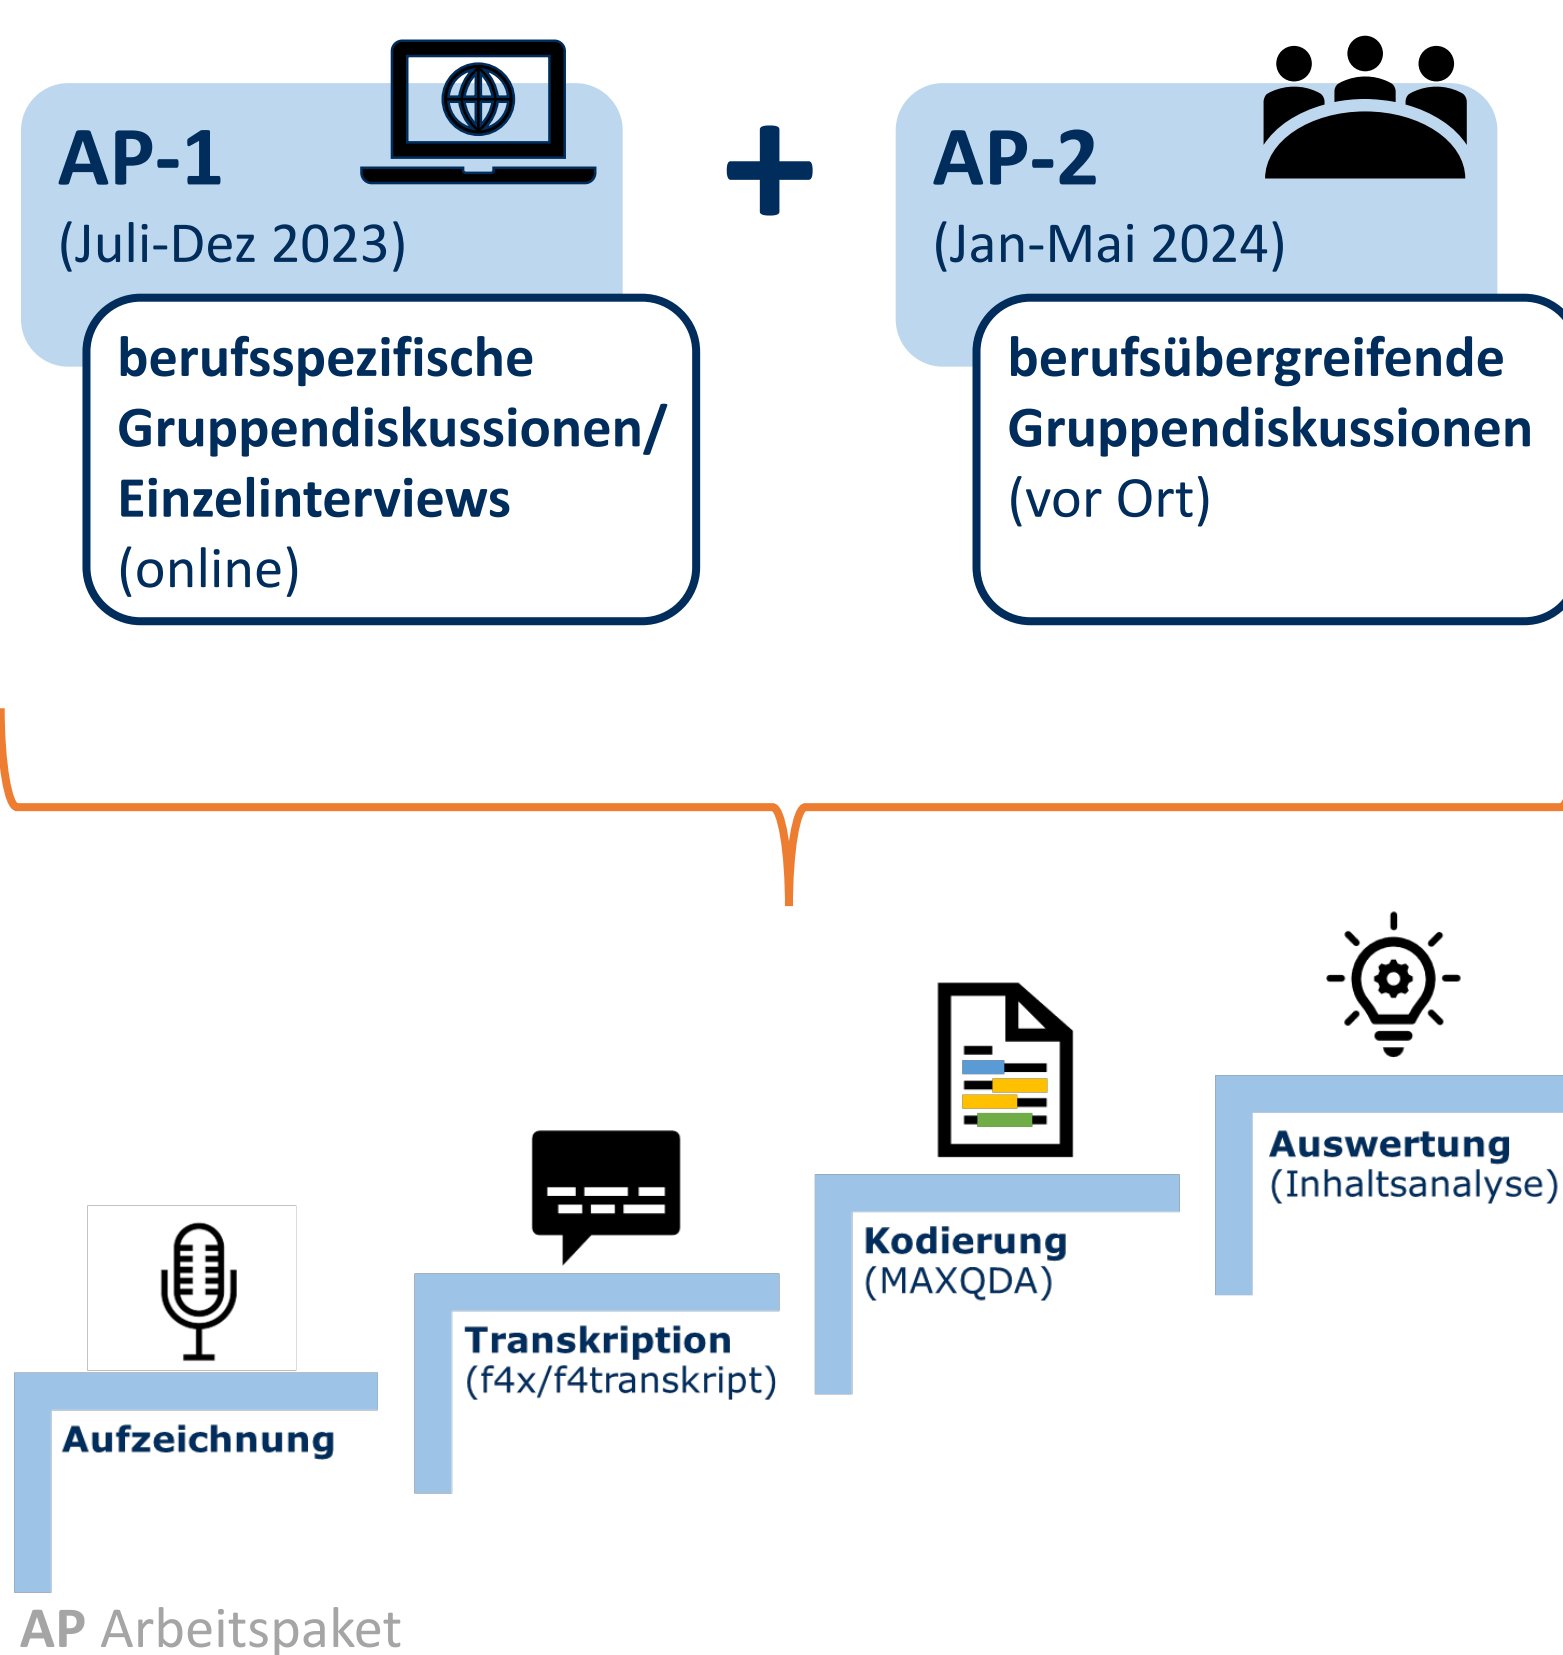 AP-1
(Juli-Dez 2023)
berufsspezifische
Gruppendiskussionen/
Einzelinterviews
(online)
+
AP-2
(Jan-Mai 2024)
berufsübergreifende
Gruppendiskussionen
(vor Ort)
Aufzeichnung
Transkription
(f4x/f4transkript)
Kodierung
(MAXQDA)
Auswertung
(Inhaltsanalyse)
AP Arbeitspaket